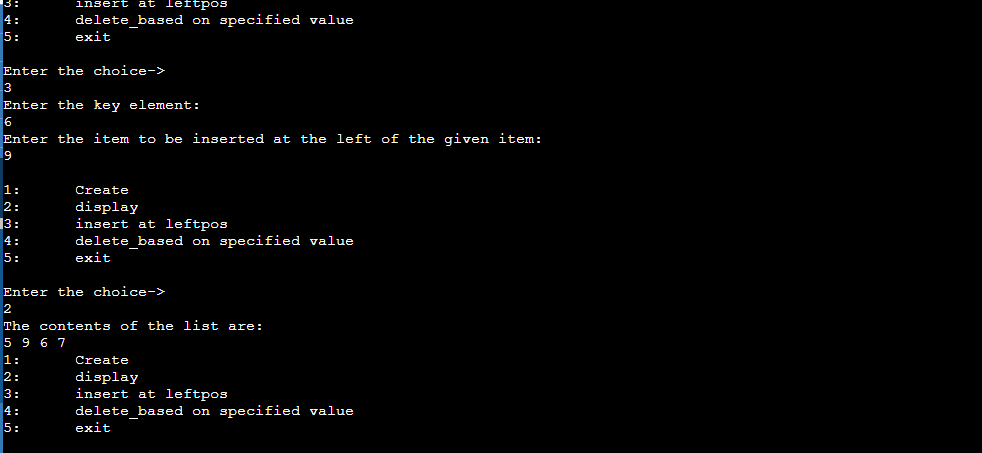 3: insert at leftpos
4: delete_based on specified value
5: exit
Enter the choice->
3
Enter the key element:
6
Enter the item to be inserted at the left of the given item:
9
1: Create
2: display
3: insert at leftpos
4: delete_based on specified value
5: exit
Enter the choice->
2
The contents of the list are:
5 9 6 7
1: Create
2: display
3: insert at leftpos
4: delete_based on specified value
5: exit